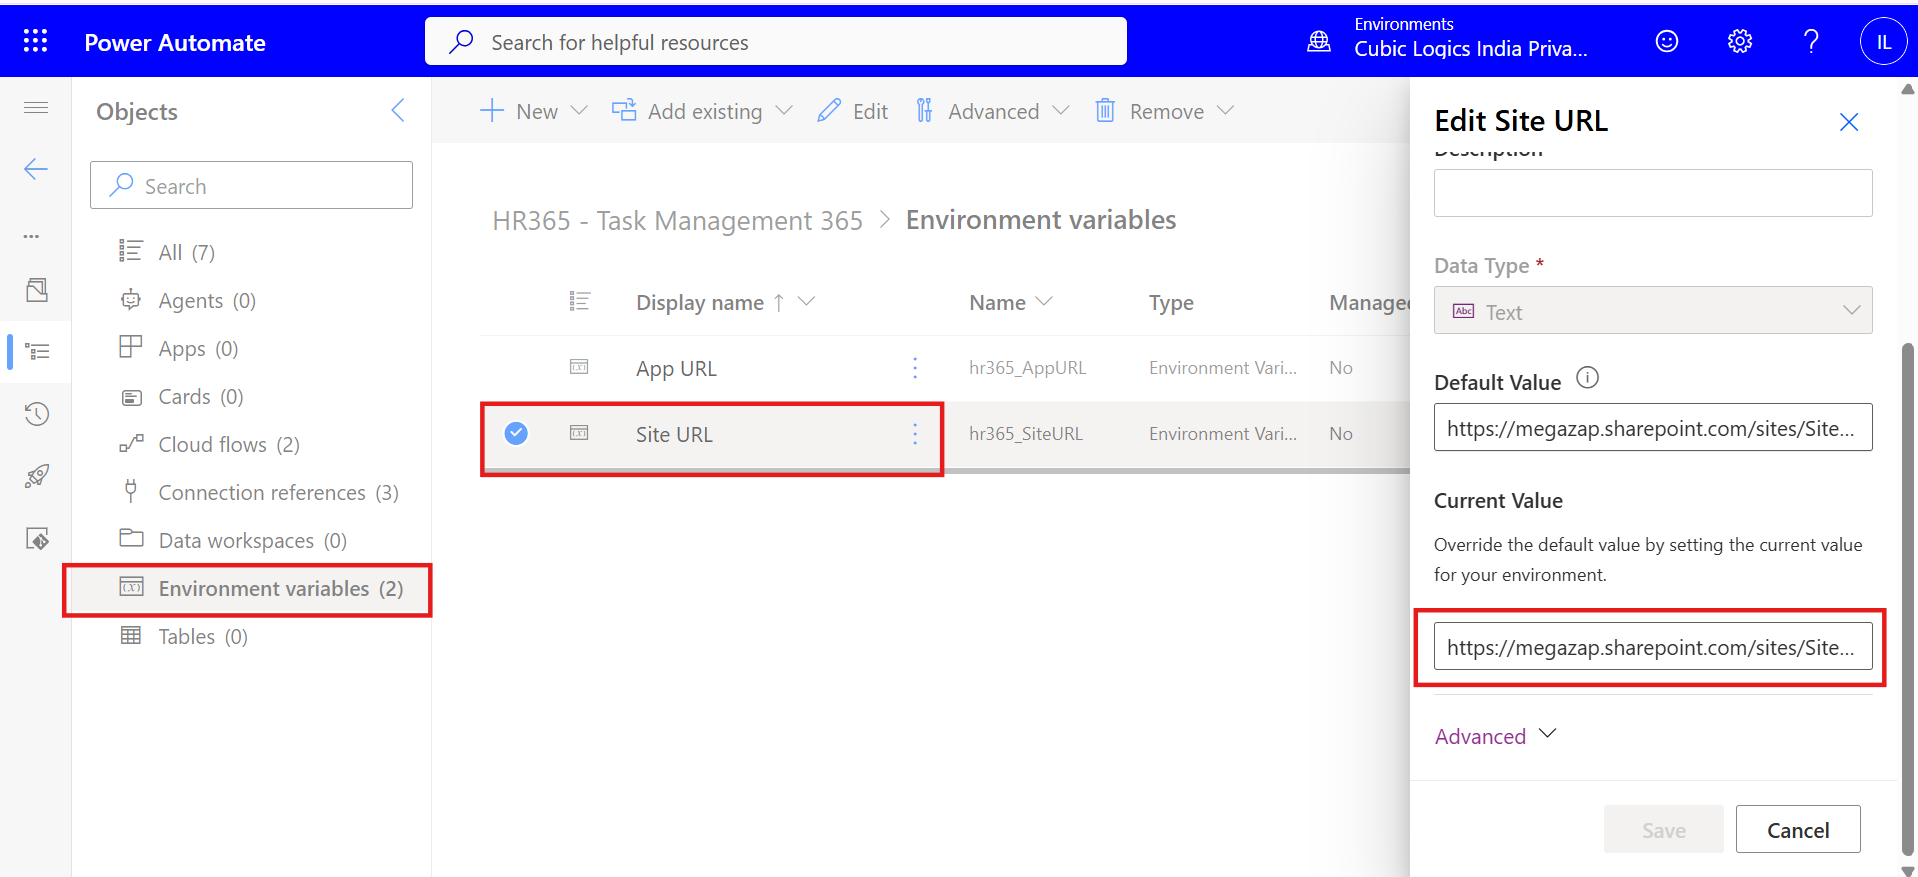 Power Automate
Search for helpful resources
Environments
Cubic Logics India Priva...
IL
Objects
Search
All (7)
Agents (0)
Apps (0)
Cards (0)
Cloud flows (2)
Connection references (3)
Data workspaces (0)
Environment variables (2)
Tables (0)
New
Add existing
Edit
Advanced
Remove
HR365 - Task Management 365 > Environment variables
Display name ↑ Name Type Managed
App URL hr365_AppURL Environment Vari... No
Site URL hr365_SiteURL Environment Vari... No
Edit Site URL
Description
Data Type *
Abc Text
Default Value
https://megazap.sharepoint.com/sites/Site...
Current Value
Override the default value by setting the current value
for your environment.
https://megazap.sharepoint.com/sites/Site...
Advanced
Save
Cancel